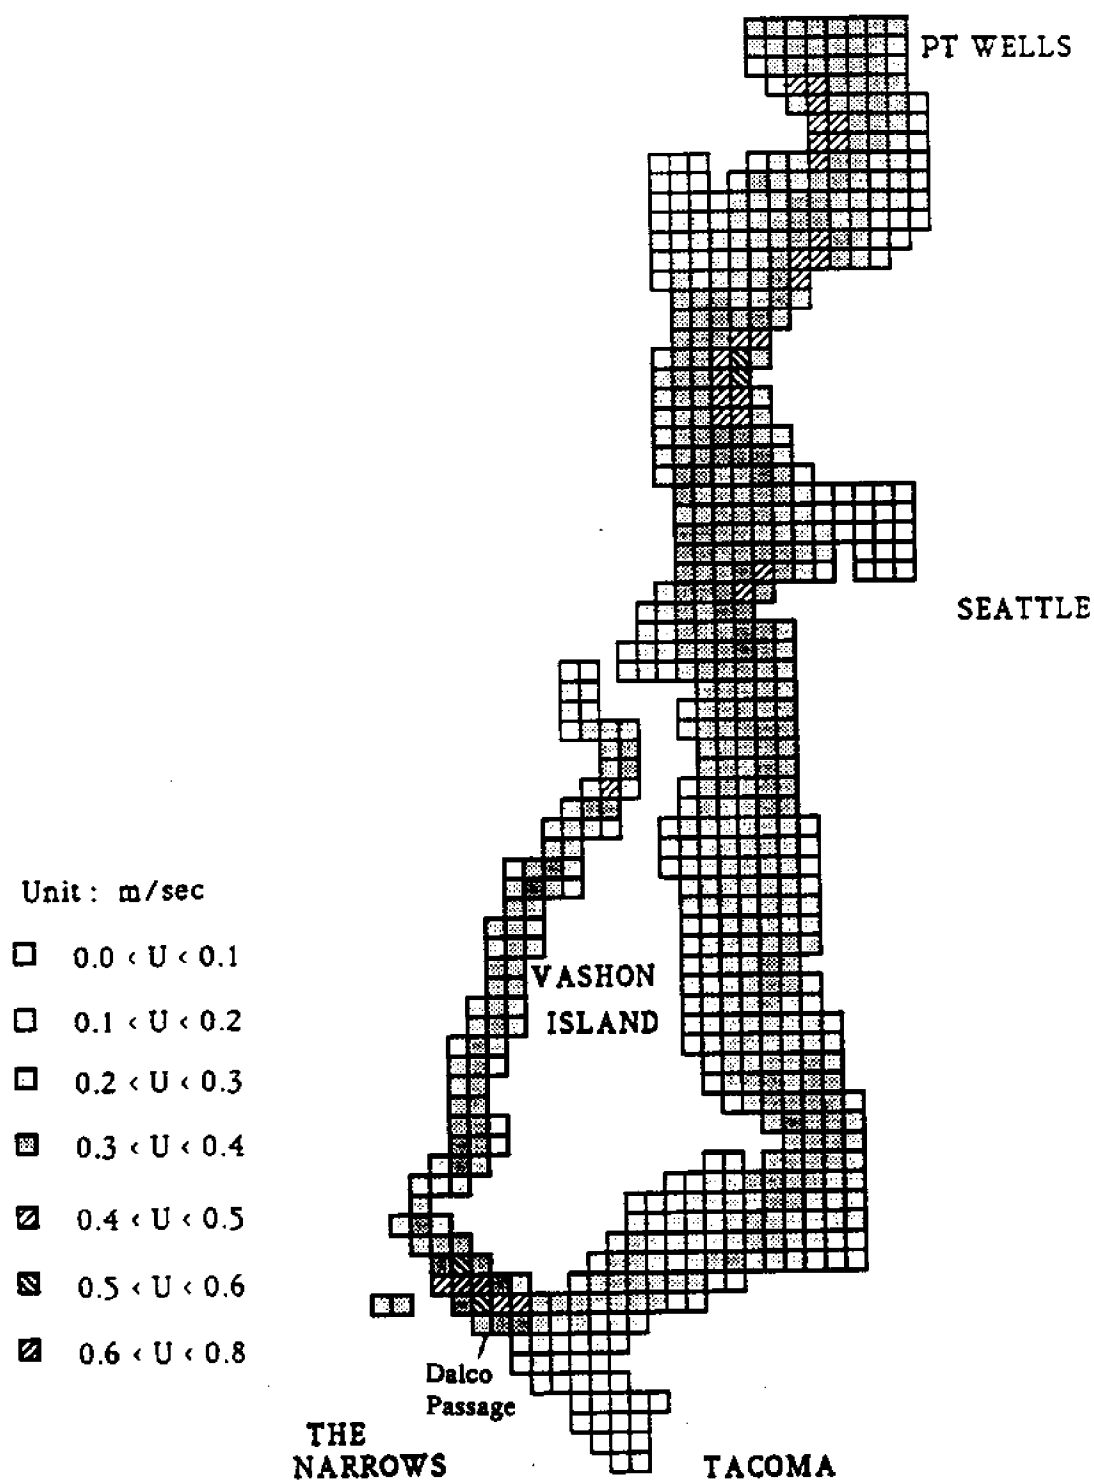 PT WELLS
SEATTLE
Unit : m/sec
0.0 < U < 0.1
0.1 < U < 0.2
0.2 < U < 0.3
0.3 < U < 0.4
0.4 < U < 0.5
0.5 < U < 0.6
0.6 < U < 0.8
VASHON
ISLAND
Dalco
Passage
THE
NARROWS
TACOMA